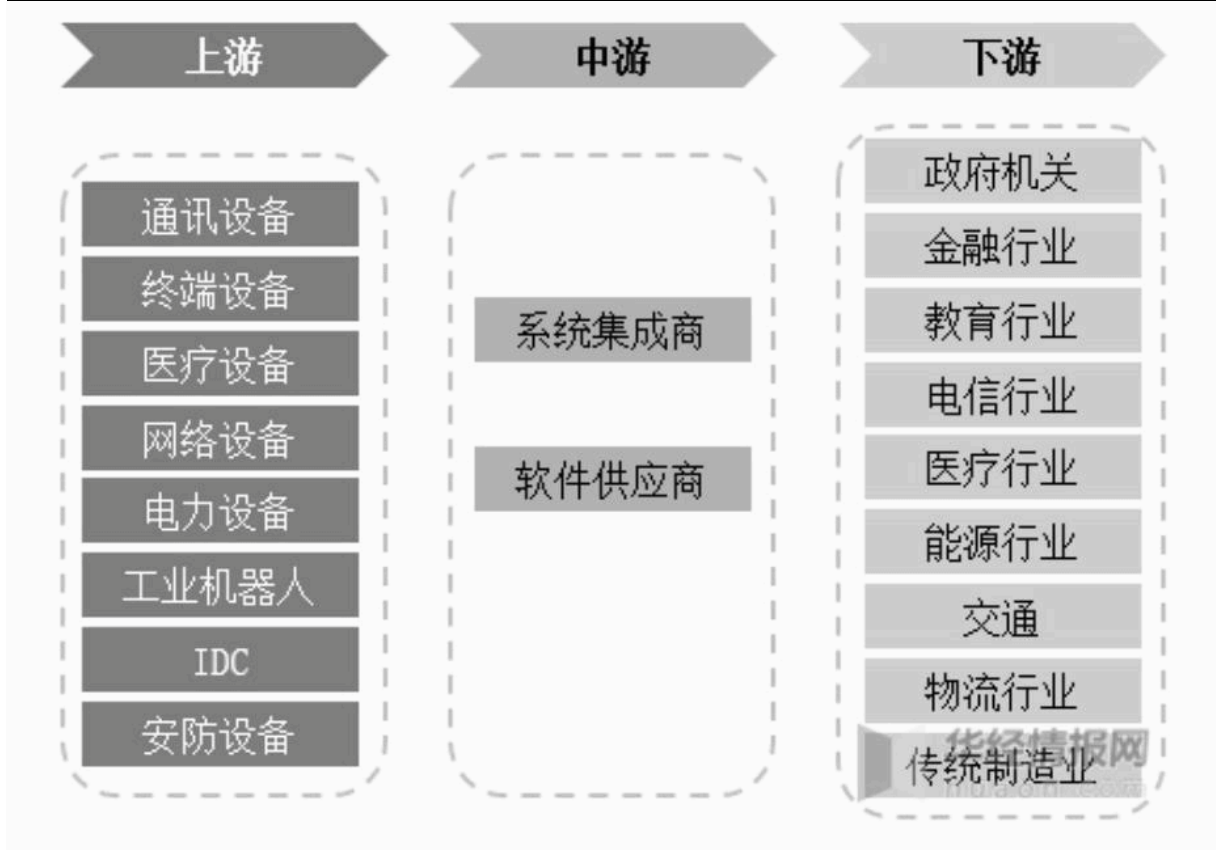 上游
通讯设备
终端设备
医疗设备
网络设备
电力设备
工业机器人
IDC
安防设备
中游
系统集成商
软件供应商
下游
政府机关
金融行业
教育行业
电信行业
医疗行业
能源行业
交通
物流行业
传统制造业
华经情报网